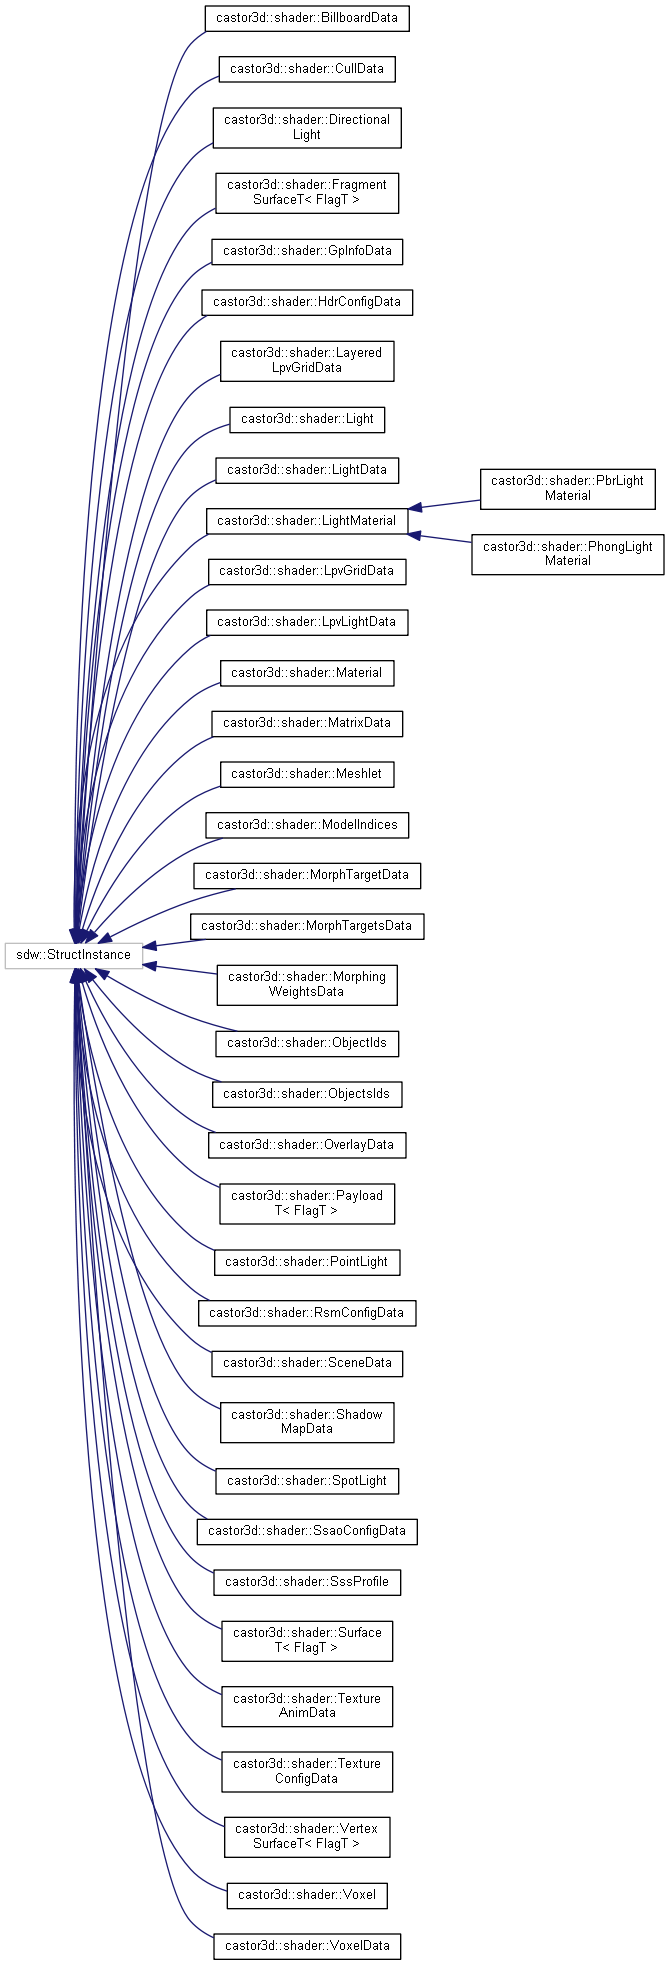 castor3d::shader::BillboardData
castor3d::shader::CullData
castor3d::shader::Directional
Light
castor3d::shader::Fragment
SurfaceT< FlagT >
castor3d::shader::GpInfoData
castor3d::shader::HdrConfigData
castor3d::shader::Layered
LpvGridData
castor3d::shader::Light
castor3d::shader::LightData
castor3d::shader::LightMaterial
castor3d::shader::PbrLight
Material
castor3d::shader::PhongLight
Material
castor3d::shader::LpvGridData
castor3d::shader::LpvLightData
castor3d::shader::Material
castor3d::shader::MatrixData
castor3d::shader::Meshlet
castor3d::shader::ModelIndices
castor3d::shader::MorphTargetData
castor3d::shader::MorphTargetsData
sdw::StructInstance
castor3d::shader::Morphing
WeightsData
castor3d::shader::ObjectIds
castor3d::shader::ObjectsIds
castor3d::shader::OverlayData
castor3d::shader::Payload
T< FlagT >
castor3d::shader::PointLight
castor3d::shader::RsmConfigData
castor3d::shader::SceneData
castor3d::shader::Shadow
MapData
castor3d::shader::SpotLight
castor3d::shader::SsaoConfigData
castor3d::shader::SssProfile
castor3d::shader::Surface
T< FlagT >
castor3d::shader::Texture
AnimData
castor3d::shader::Texture
ConfigData
castor3d::shader::Vertex
SurfaceT< FlagT >
castor3d::shader::Voxel
castor3d::shader::VoxelData